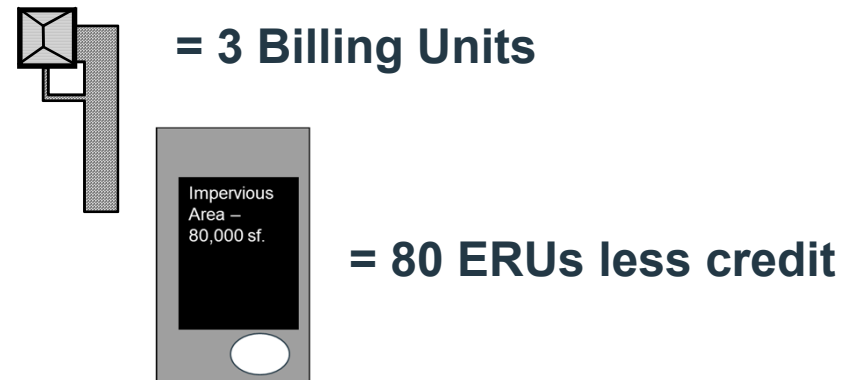 = 3 Billing Units
Impervious
Area –
80,000 sf.
= 80 ERUs less credit